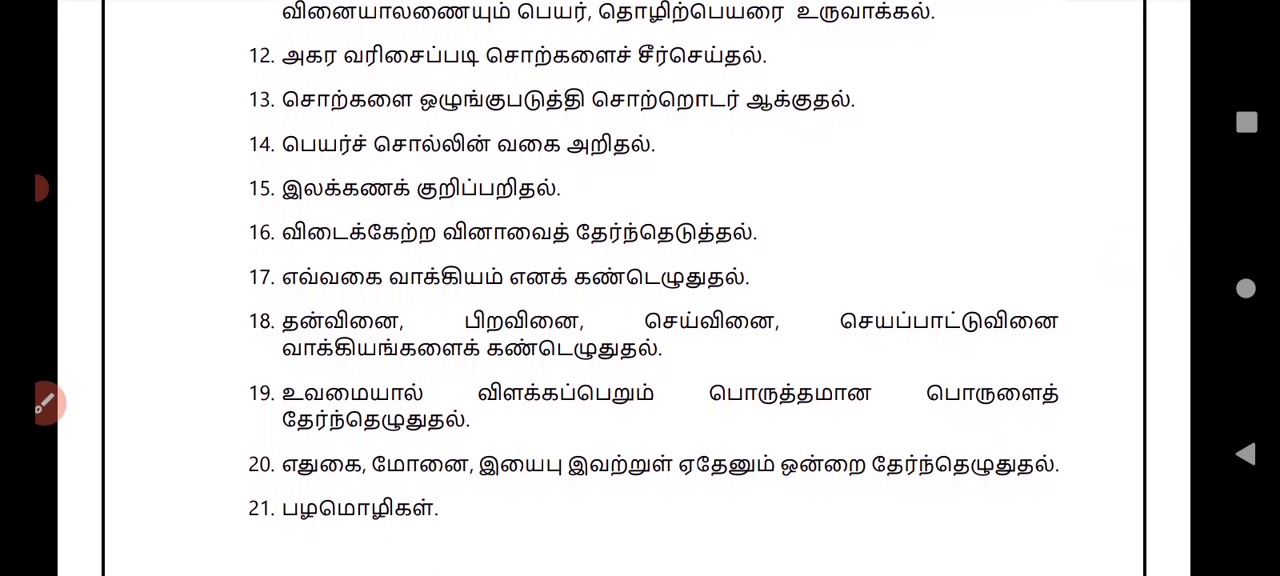 வினையாலணையும் பெயர், தொழிற்பெயரை உருவாக்கல்.
12. அகர வரிசைப்படி சொற்களைச் சீர்செய்தல்.
13. சொற்களை ஒழுங்குபடுத்தி சொற்றொடர் ஆக்குதல்.
14. பெயர்ச் சொல்லின் வகை அறிதல்.
15. இலக்கணக் குறிப்பறிதல்.
16. விடைக்கேற்ற வினாவைத் தேர்ந்தெடுத்தல்.
17. எவ்வகை வாக்கியம் எனக் கண்டெழுதுதல்.
18. தன்வினை, பிறவினை, செய்வினை, செயப்பாட்டுவினை
வாக்கியங்களைக் கண்டெழுதுதல்.
19. உவமையால் விளக்கப்பெறும் பொருத்தமான பொருளைத்
தேர்ந்தெழுதுதல்.
20. எதுகை, மோனை, இயைபு இவற்றுள் ஏதேனும் ஒன்றை தேர்ந்தெழுதுதல்.
21. பழமொழிகள்.